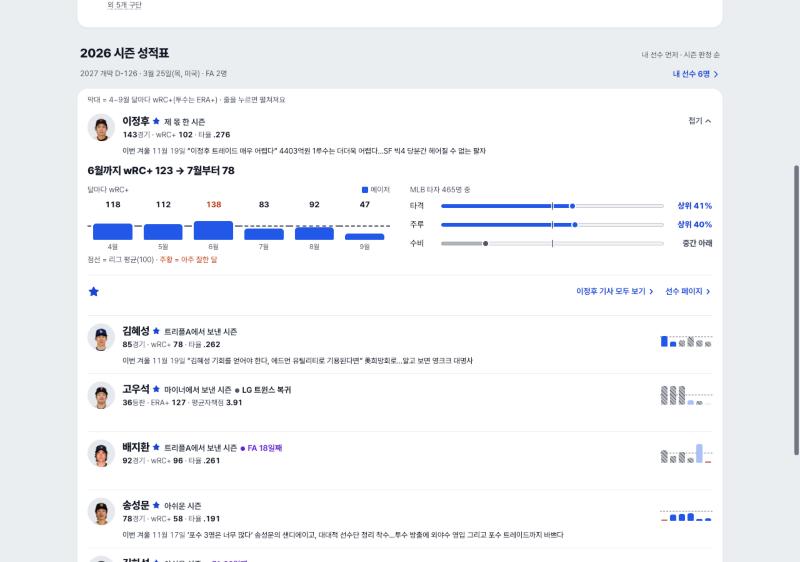 외 5개 구단
2026 시즌 성적표
내 선수 먼저 · 시즌 판정 순
2027 개막 D-126 · 3월 25일(목, 미국) · FA 2명
내 선수 6명
막대 = 4~9월 달마다 wRC+(투수는 ERA+) · 줄을 누르면 펼쳐져요
이정후 제 몫 한 시즌
접기
143경기 · wRC+ 102 · 타율 .276
이번 겨울 11월 19일 "이정후 트레이드 매우 어렵다" 4403억원 1루수는 더더욱 어렵다…SF 빅4 당분간 헤어질 수 없는 팔자
6월까지 wRC+ 123 → 7월부터 78
달마다 wRC+
메이저
MLB 타자 465명 중
118 112 138 83 92 47
타격 상위 41%
주루 상위 40%
수비 중간 아래
4월 5월 6월 7월 8월 9월
점선 = 리그 평균(100) · 주황 = 아주 잘한 달
이정후 기사 모두 보기
선수 페이지
김혜성 트리플A에서 보낸 시즌
85경기 · wRC+ 78 · 타율 .262
이번 겨울 11월 19일 "김혜성 기회를 얻어야 한다, 에드먼 유틸리티로 기용된다면" 美희망회로…알고 보면 영크크 대명사
고우석 마이너에서 보낸 시즌 LG 트윈스 복귀
36등판 · ERA+ 127 · 평균자책점 3.91
배지환 트리플A에서 보낸 시즌 FA 18일째
92경기 · wRC+ 96 · 타율 .261
송성문 아쉬운 시즌
78경기 · wRC+ 58 · 타율 .191
이번 겨울 11월 17일 '포수 3명은 너무 많다' 송성문의 샌디에이고, 대대적 선수단 정리 착수…투수 방출에 외야수 영입 그리고 포수 트레이드까지 바쁘다